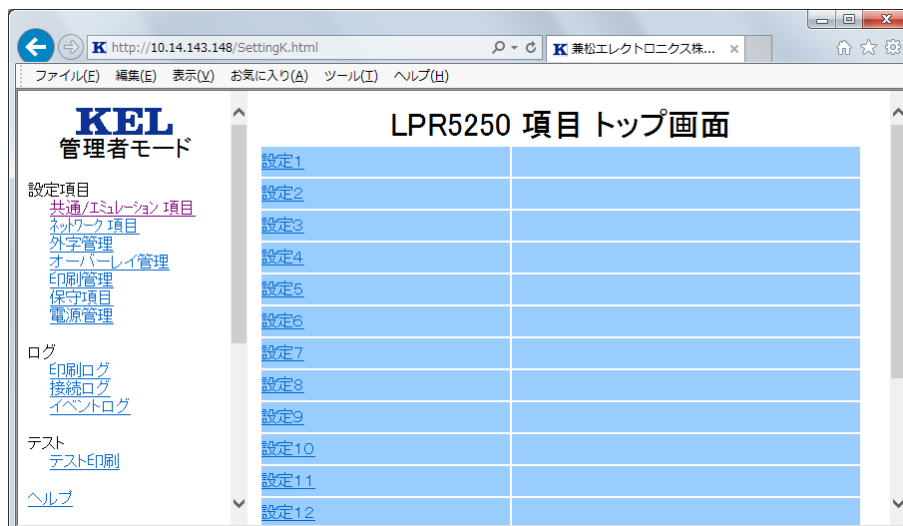 http://10.14.143.148/SettingK.html
兼松エレクトロニクス株...
ファイル(F) 編集(E) 表示(V) お気に入り(A) ツール(T) ヘルプ(H)
KEL
管理者モード
設定項目
共通/エミュレーション 項目
ネットワーク 項目
外字管理
オーバーレイ管理
印刷管理
保守項目
電源管理
ログ
印刷ログ
接続ログ
イベントログ
テスト
テスト印刷
ヘルプ
LPR5250 項目 トップ画面
設定1
設定2
設定3
設定4
設定5
設定6
設定7
設定8
設定9
設定10
設定11
設定12